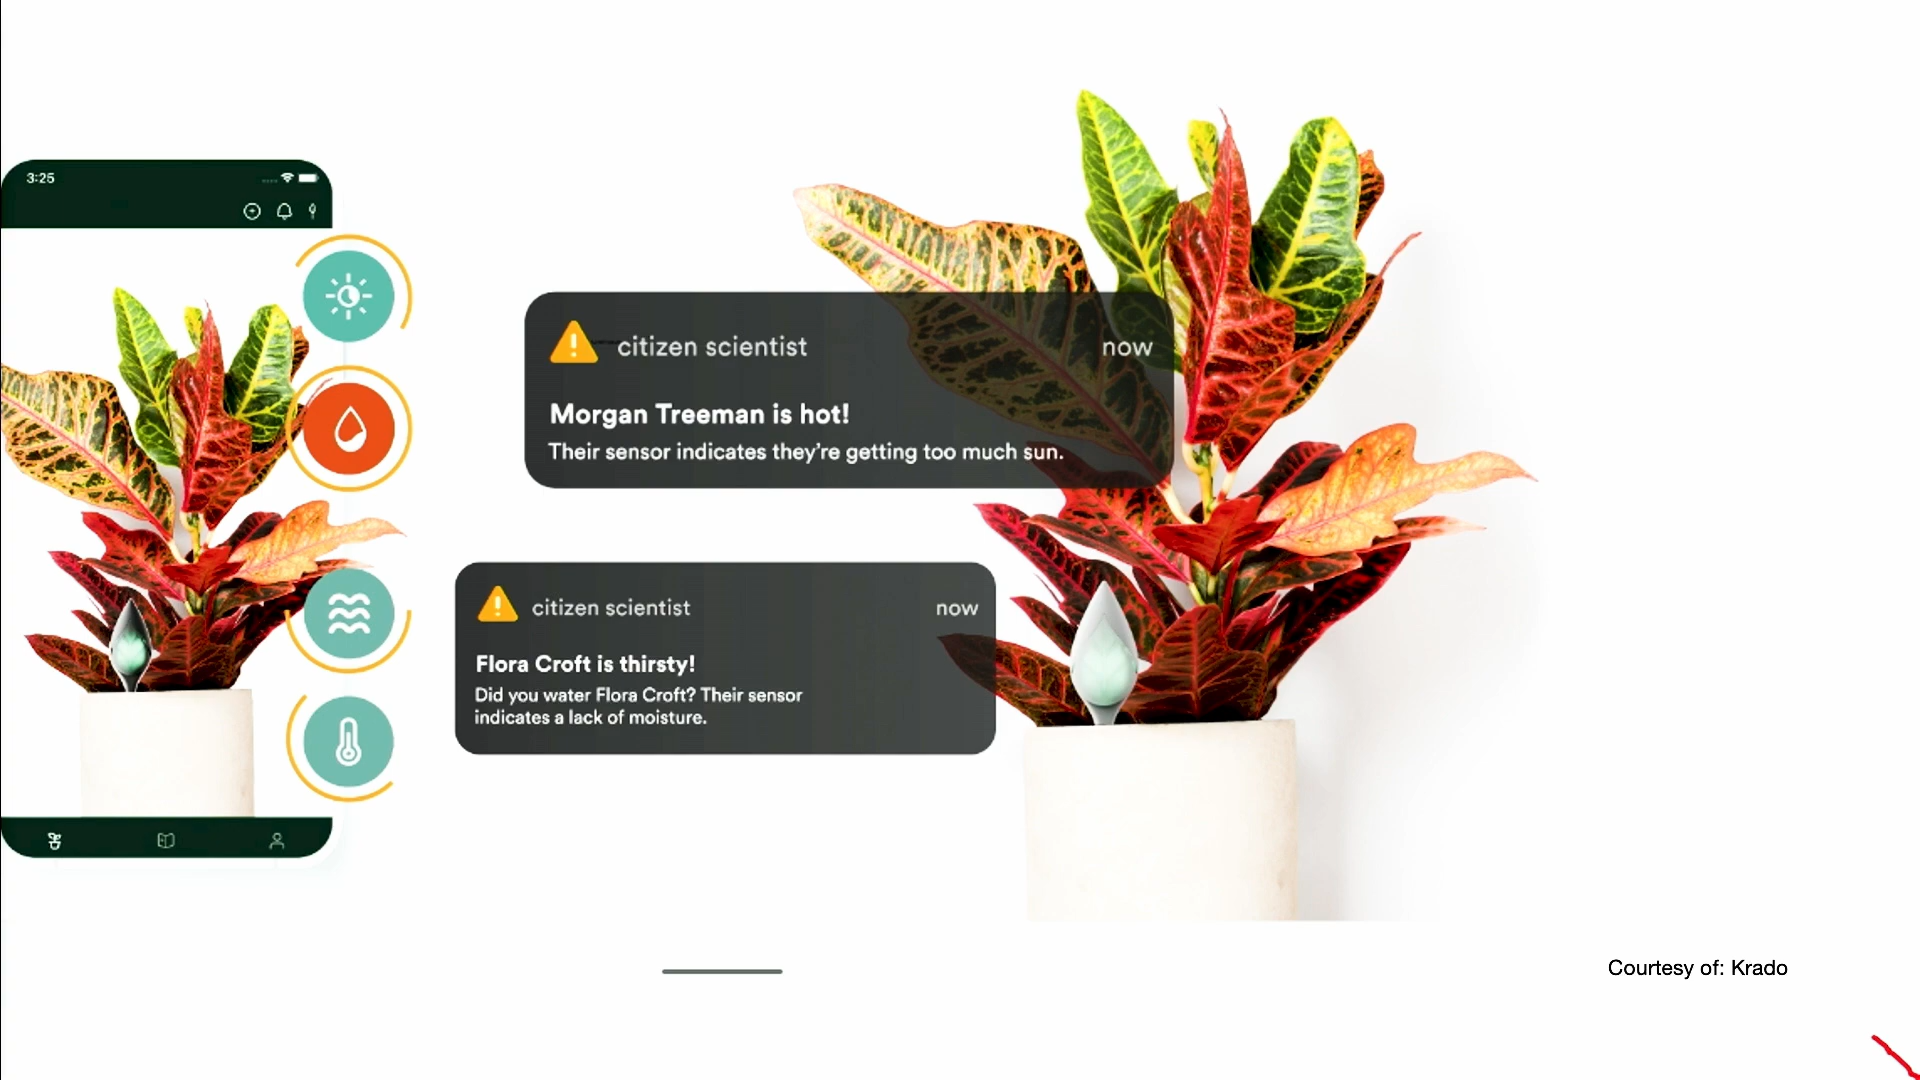 3:25
citizen scientist
now
Morgan Treeman is hot!
Their sensor indicates they're getting too much sun.
citizen scientist
now
Flora Croft is thirsty!
Did you water Flora Croft? Their sensor
indicates a lack of moisture.
Courtesy of: Krado